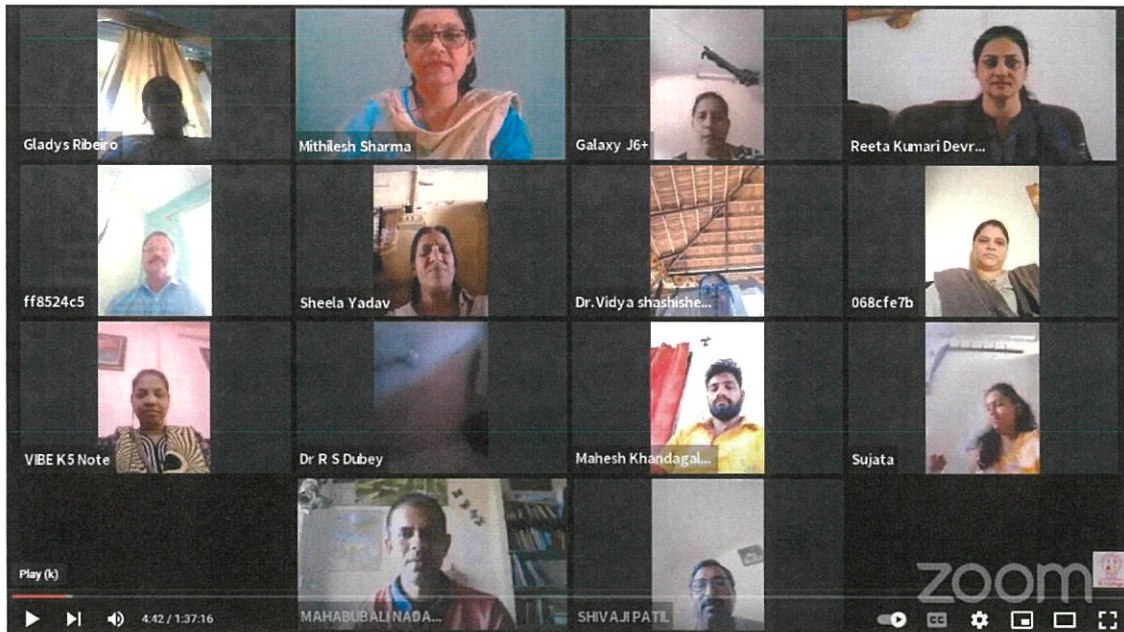 Gladys Ribeiro
Mithilesh Sharma
Galaxy J6+
Reeta Kumari Devr...
ff8524c5
Sheela Yadav
Dr.Vidya shashishe...
068cfe7b
VIBE K5 Note
Dr R S Dubey
Mahesh Khandagal...
Sujata
Play (k)
zoom
4:42 / 1:37:16
MAHABUBALI NADA...
SHIVAJI PATIL
CC